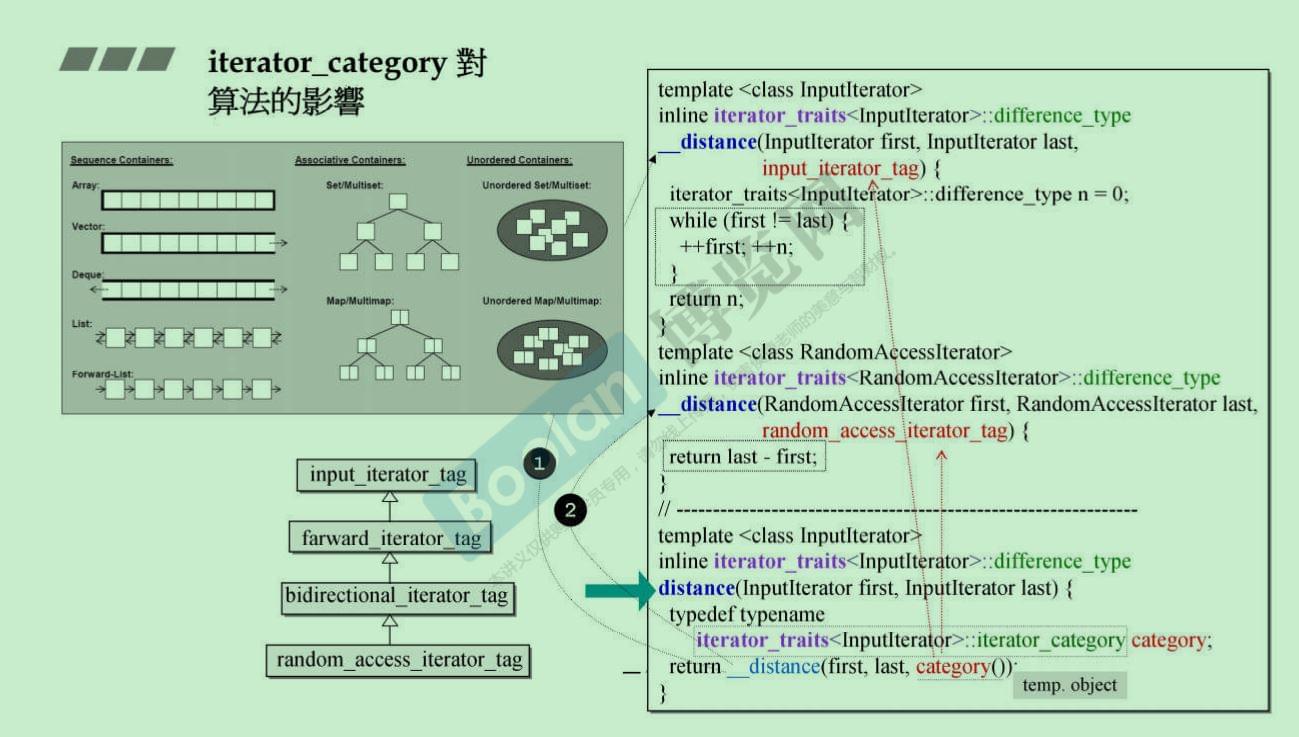 iterator_category 對
算法的影響
Sequence Containers:
Array:
Vector:
Deque:
List:
Forward-List:
Associative Containers:
Set/Multiset:
Map/Multimap:
Unordered Containers:
Unordered Set/Multiset:
Unordered Map/Multimap:
input_iterator_tag
farward_iterator_tag
bidirectional_iterator_tag
random_access_iterator_tag
1
2
template <class InputIterator>
inline iterator_traits<InputIterator>::difference_type
__distance(InputIterator first, InputIterator last,
input_iterator_tag) {
iterator_traits<InputIterator>::difference_type n = 0;
while (first != last) {
++first; ++n;
}
return n;
}
template <class RandomAccessIterator>
inline iterator_traits<RandomAccessIterator>::difference_type
__distance(RandomAccessIterator first, RandomAccessIterator last,
random_access_iterator_tag) {
return last - first;
}
// ----------------------------------------------------------------
template <class InputIterator>
inline iterator_traits<InputIterator>::difference_type
distance(InputIterator first, InputIterator last) {
typedef typename
iterator_traits<InputIterator>::iterator_category category;
return __distance(first, last, category());
temp. object
}
Boolan 博览网